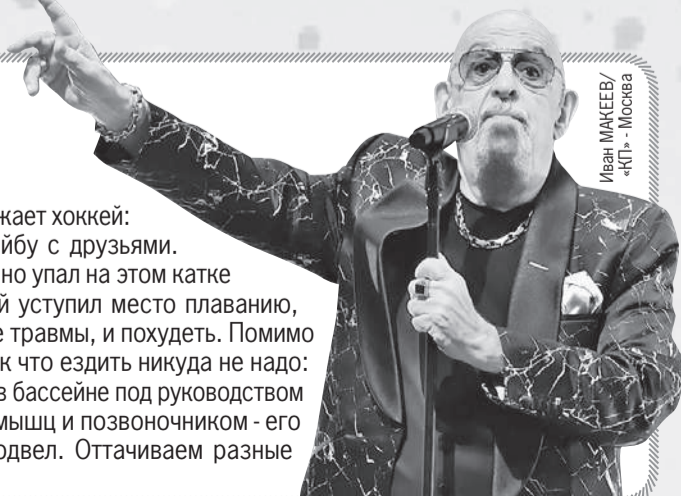 Иван МАКЕЕВ/
«КП» - Москва
жает хоккей:
йбу с друзьями.
но упал на этом катке
й уступил место плаванию,
е травмы, и похудеть. Помимо
к что ездить никуда не надо:
в бассейне под руководством
мышц и позвоночником - его
одвел. Оттачиваем разные